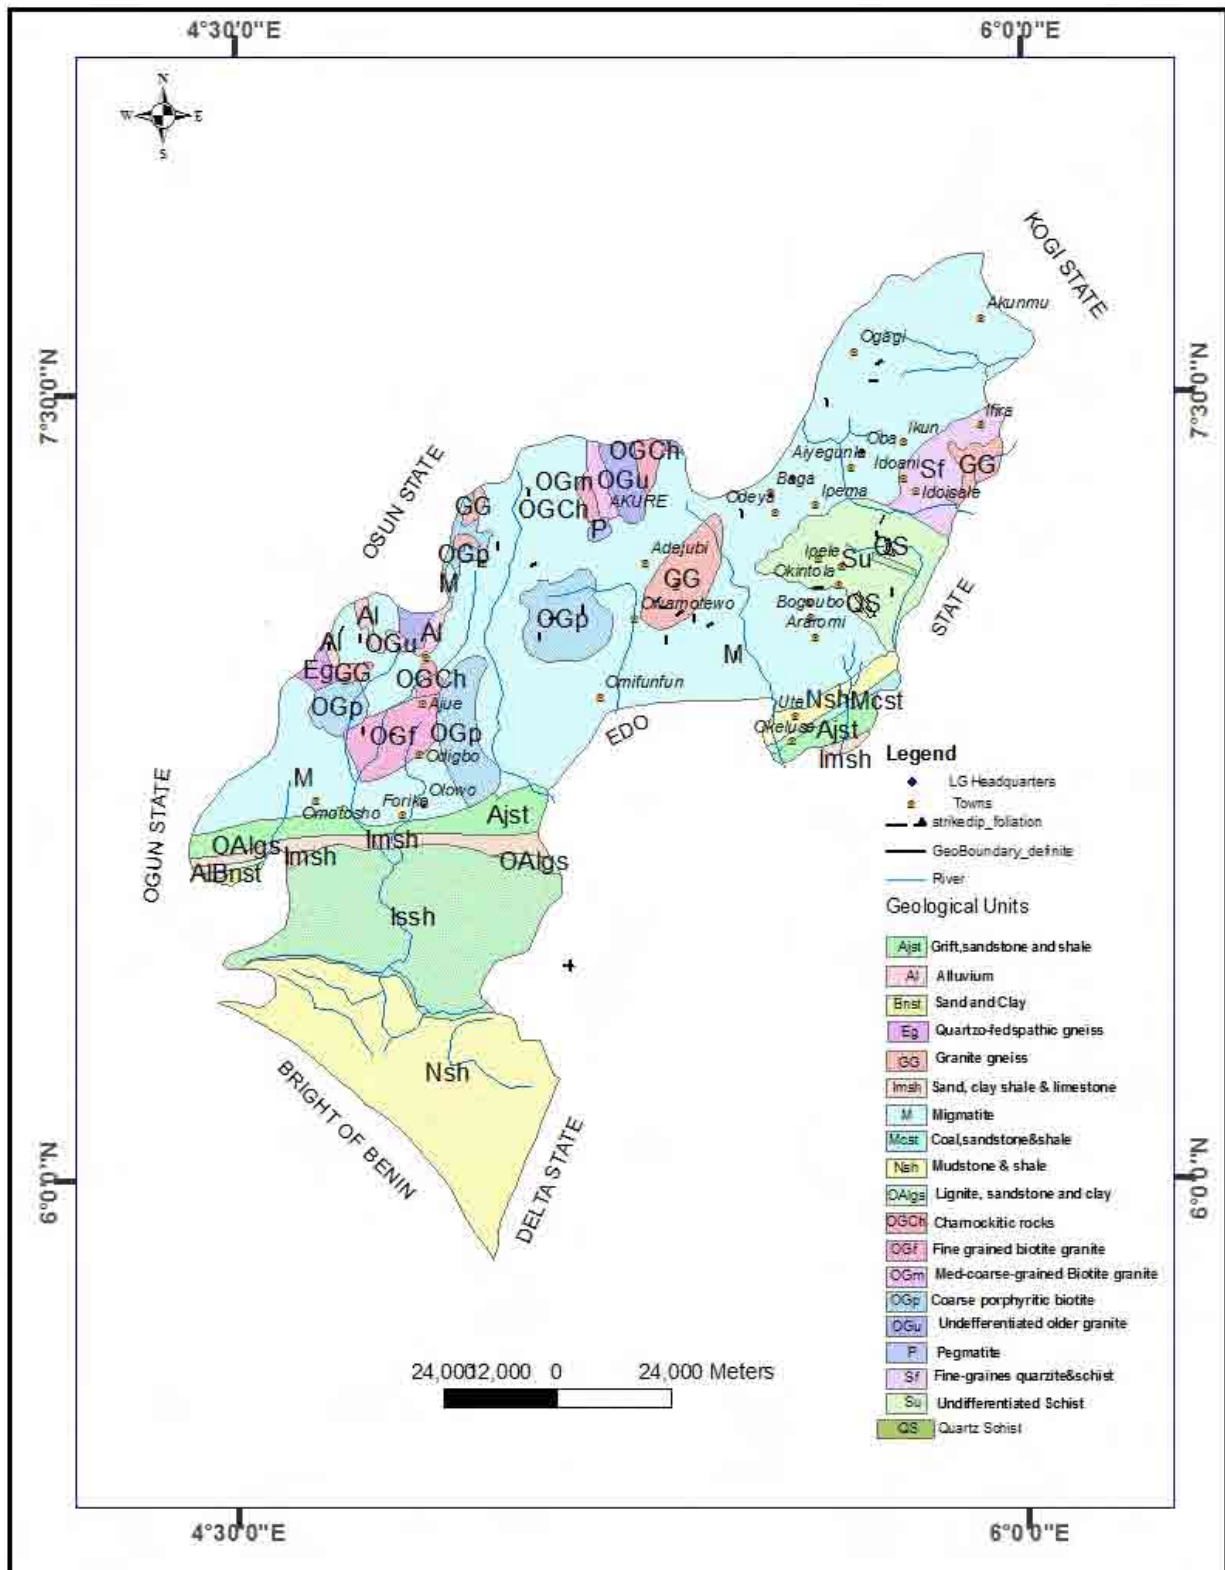 4°30'0"E
6°0'0"E
N
W
E
S
KOGI STATE
Akunmu
Ogagi
7°30'0"N
7°30'0"N
Ifira
Oba
Ikun
Aiyegunle
Idoani
Sf
GG
OSUN STATE
OGCh
OGm
OGu
AKURE
Baga
Idoisale
GG
OGCh
Odeya
Ipema
P
OGp
Adejubi
Ipele
Su
QS
M
GG
Okintola
OGp
Bogoubo
QS
STATE
Al
Araromi
Al
OGu
Al
M
Eg
GG
OGCh
Omifunfun
OGp
Ajue
Nsh
Mcst
Ute
OGf
OGp
EDO
Okeluse
Ajst
Odigbo
Imsh
Legend
M
Olowo
LG Headquarters
OGUN STATE
Omotosho
Forika
Towns
Ajst
strikedip_foliation
OAlgs
Imsh
Imsh
GeoBoundary_definite
AlBnst
OAlgs
River
Geological Units
Issh
Ajst Grift,sandstone and shale
Al Alluvium
Bnst Sand and Clay
Eg Quartzo-fedspathic gneiss
GG Granite gneiss
Imsh Sand, clay shale & limestone
M Migmatite
Mcst Coal,sandstone&shale
Nsh Mudstone & shale
OAlgs Lignite, sandstone and clay
OGCh Charnockitic rocks
OGf Fine grained biotite granite
OGm Med-coarse-grained Biotite granite
OGp Coarse porphyritic biotite
OGu Undefferentiated older granite
P Pegmatite
Sf Fine-graines quarzite&schist
Su Undifferentiated Schist
QS Quartz Schist
Nsh
BRIGHT OF BENIN
DELTA STATE
6°0'0"N
6°0'0"N
24,000 12,000 0 24,000 Meters
4°30'0"E
6°0'0"E